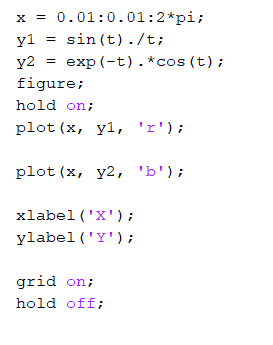 x = 0.01:0.01:2*pi;
y1 = sin(t)./t;
y2 = exp(-t).*cos(t);
figure;
hold on;
plot(x, y1, 'r');
plot(x, y2, 'b');
xlabel('X');
ylabel('Y');
grid on;
hold off;